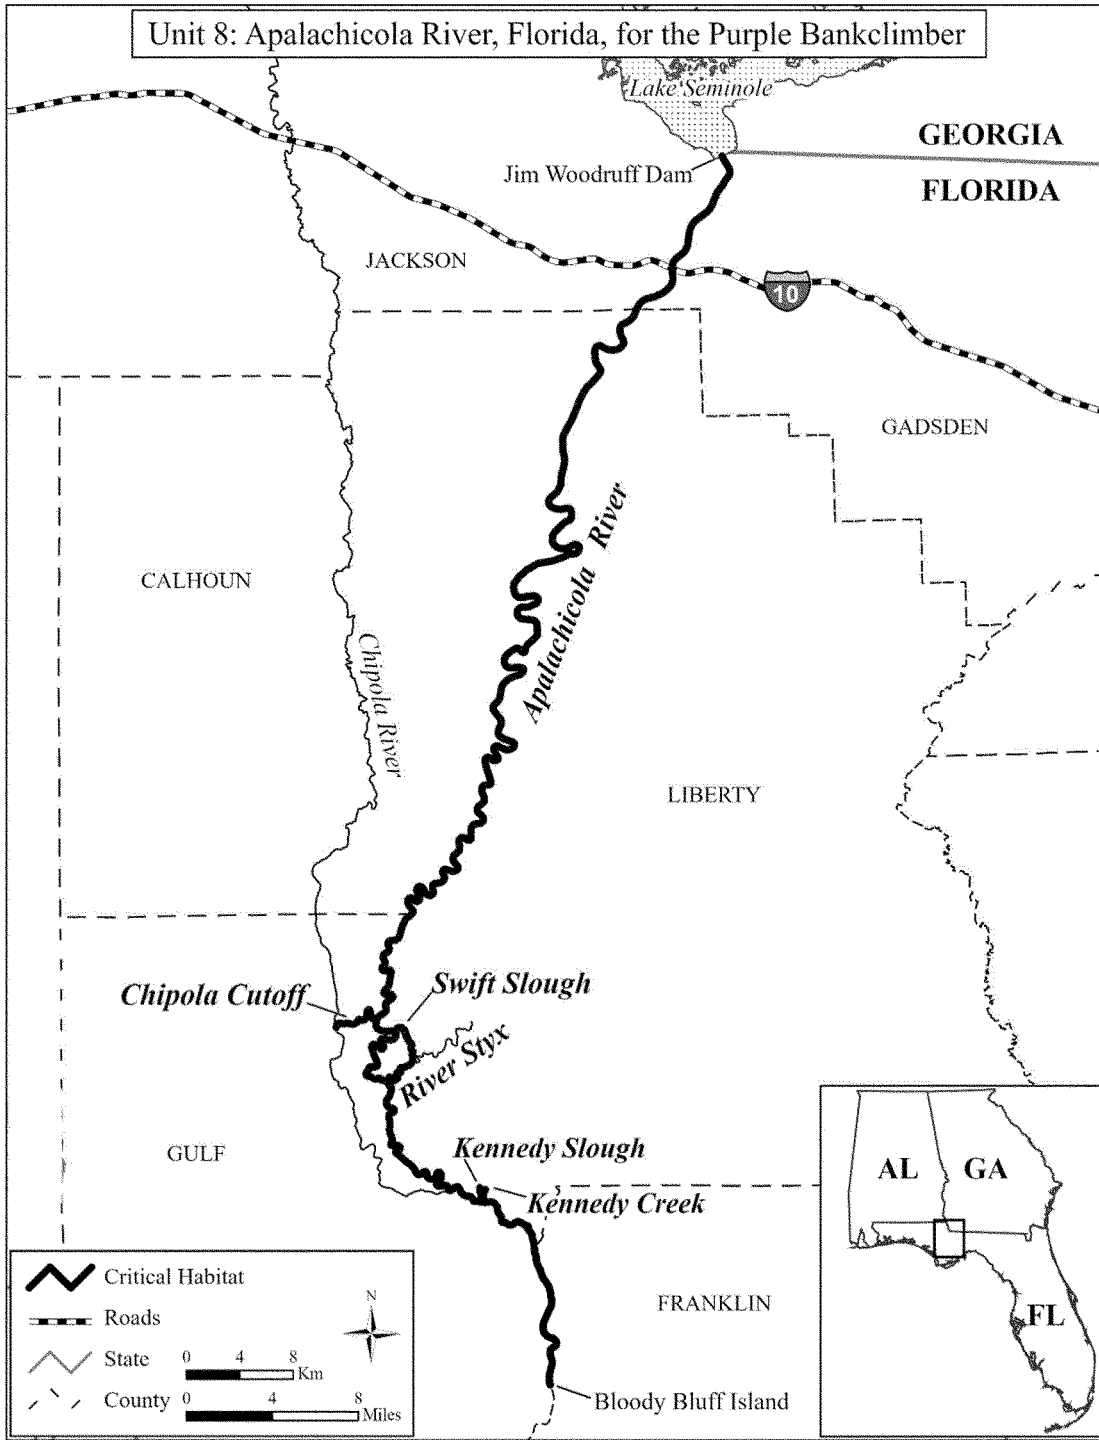 Unit 8: Apalachicola River, Florida, for the Purple Bankclimber
Lake Seminole
GEORGIA
Jim Woodruff Dam
FLORIDA
JACKSON
10
GADSDEN
Apalachicola River
CALHOUN
Chipola River
LIBERTY
Chipola Cutoff
Swift Slough
River Styx
GULF
Kennedy Slough
Kennedy Creek
AL
GA
FL
FRANKLIN
Bloody Bluff Island
Critical Habitat
Roads
State
County
N
0 4 8
Km
0 4 8
Miles